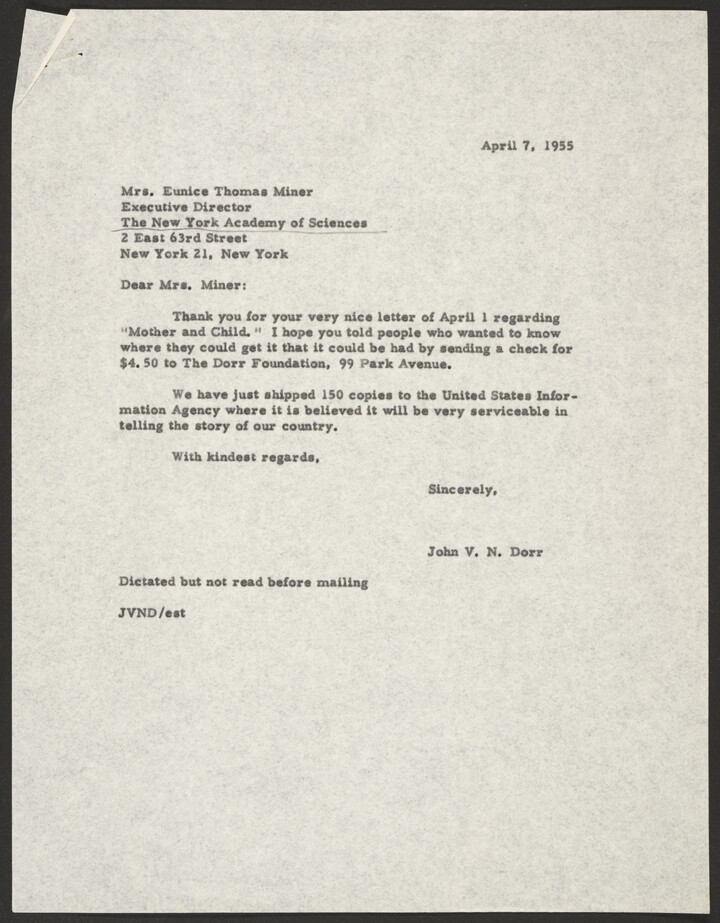 April 7, 1955
Mrs. Eunice Thomas Miner
Executive Director
The New York Academy of Sciences
2 East 63rd Street
New York 21, New York
Dear Mrs. Miner:
Thank you for your very nice letter of April 1 regarding
"Mother and Child." I hope you told people who wanted to know
where they could get it that it could be had by sending a check for
$4.50 to The Dorr Foundation, 99 Park Avenue.
We have just shipped 150 copies to the United States Infor-
mation Agency where it is believed it will be very serviceable in
telling the story of our country.
With kindest regards,
Sincerely,
John V. N. Dorr
Dictated but not read before mailing
JVND/est